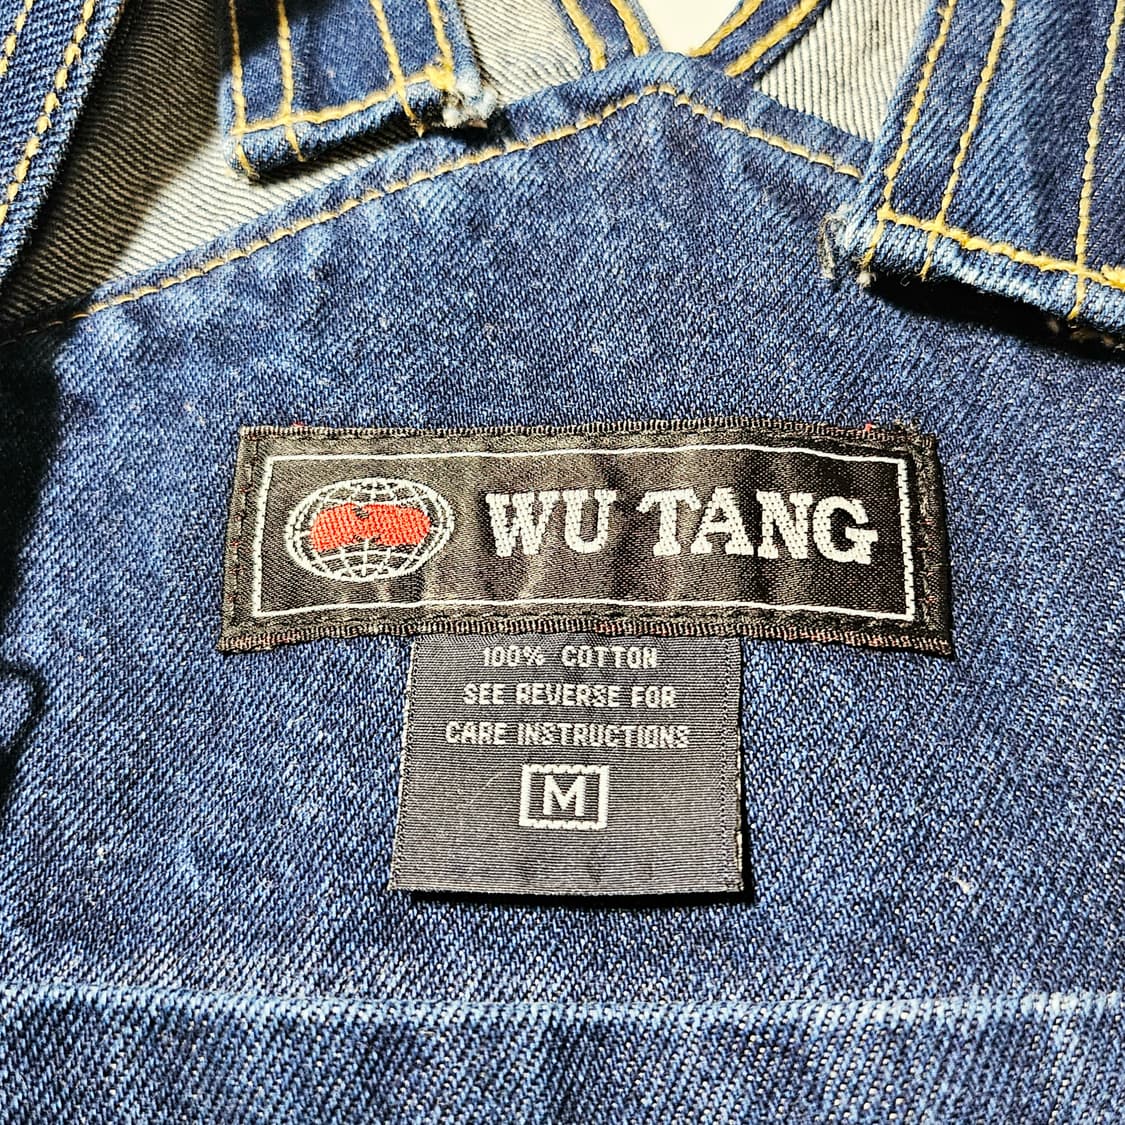 WU TANG
100% COTTON
SEE REVERSE FOR
CARE INSTRUCTIONS
M